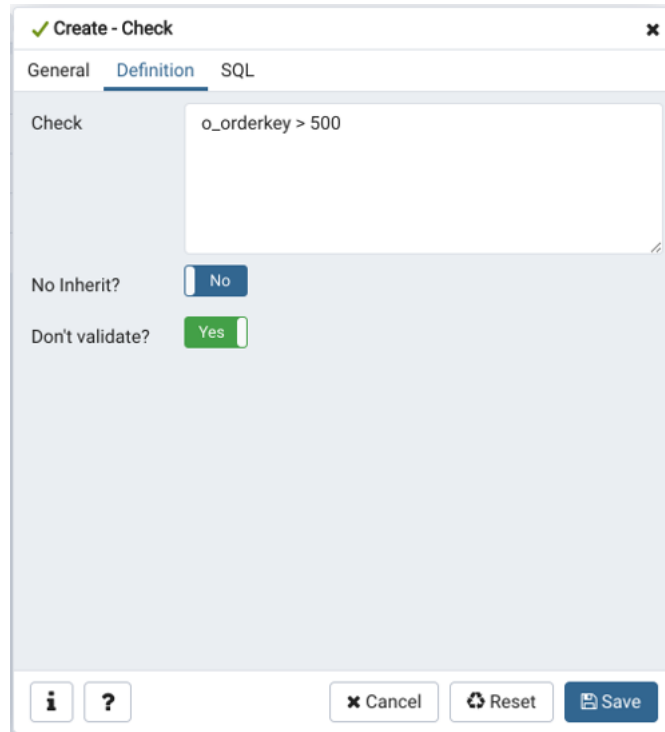 Create - Check
General Definition SQL
Check o_orderkey > 500
No Inherit? No
Don't validate? Yes
i ? Cancel Reset Save